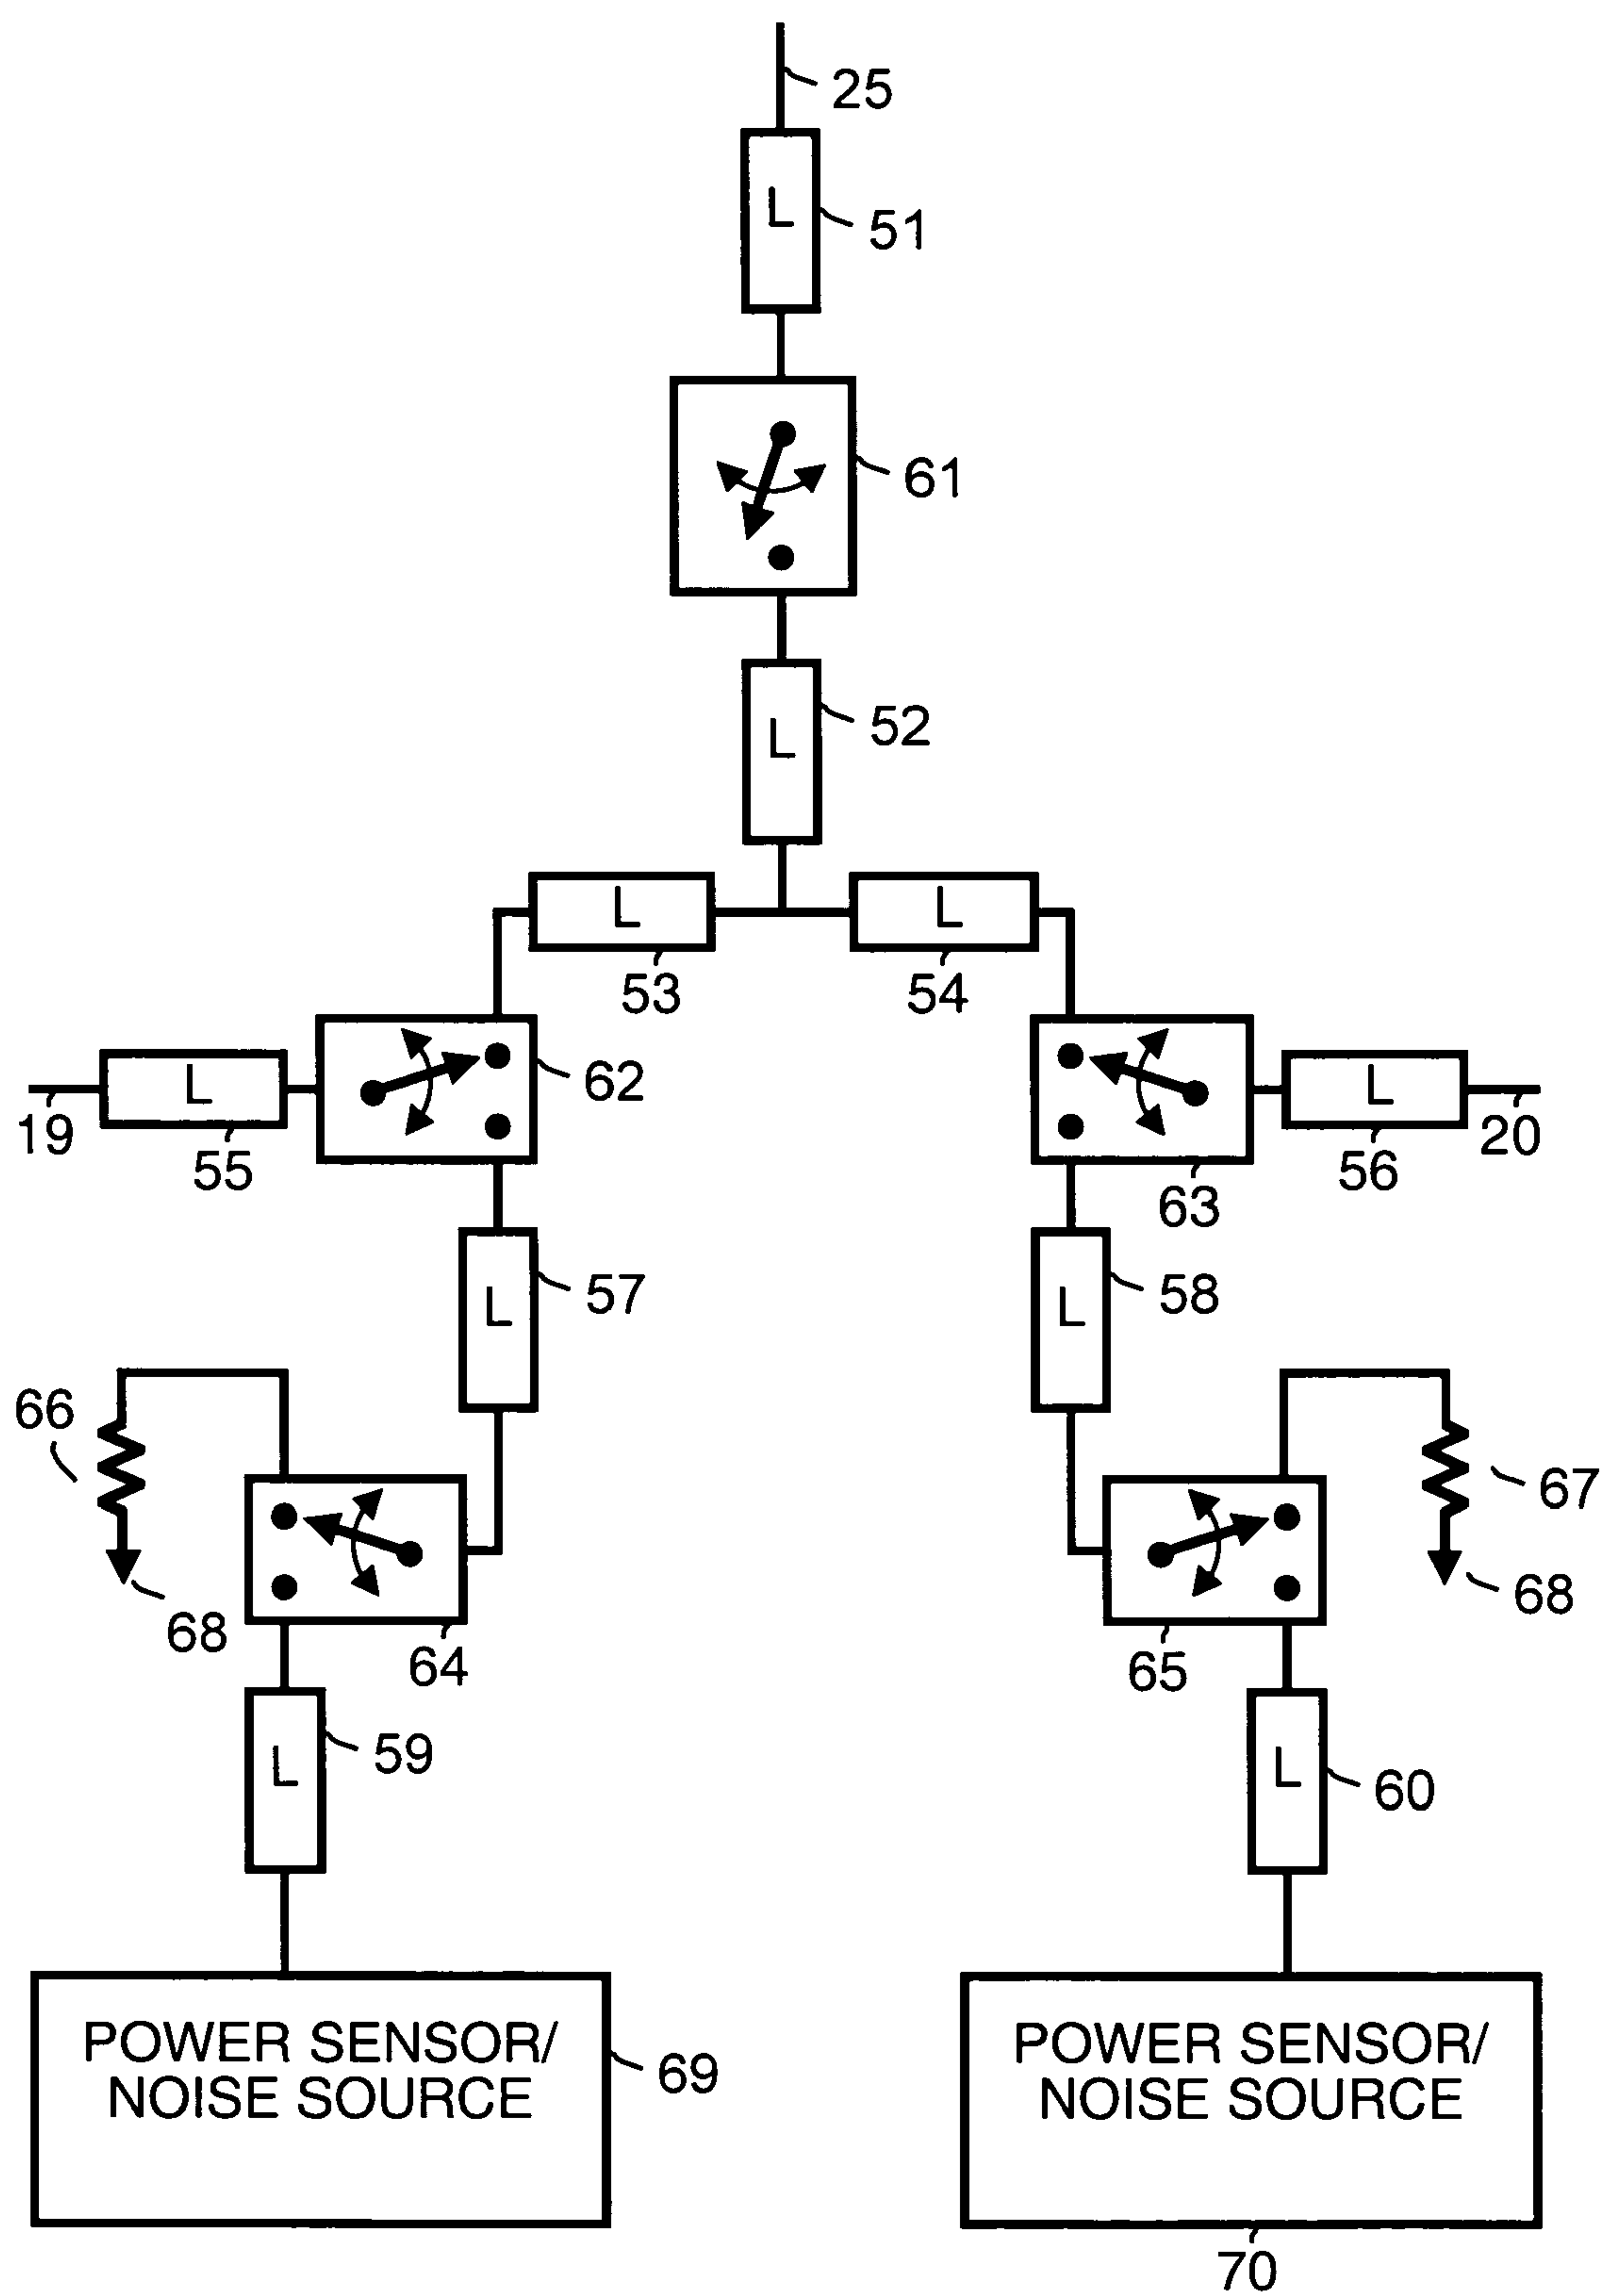 25
L
51
61
L
52
L
L
53
54
62
L
L
19
55
63
56
20
57
58
L
L
66
67
68
68
64
65
59
L
L
60
POWER SENSOR/
NOISE SOURCE
69
POWER SENSOR/
NOISE SOURCE
70